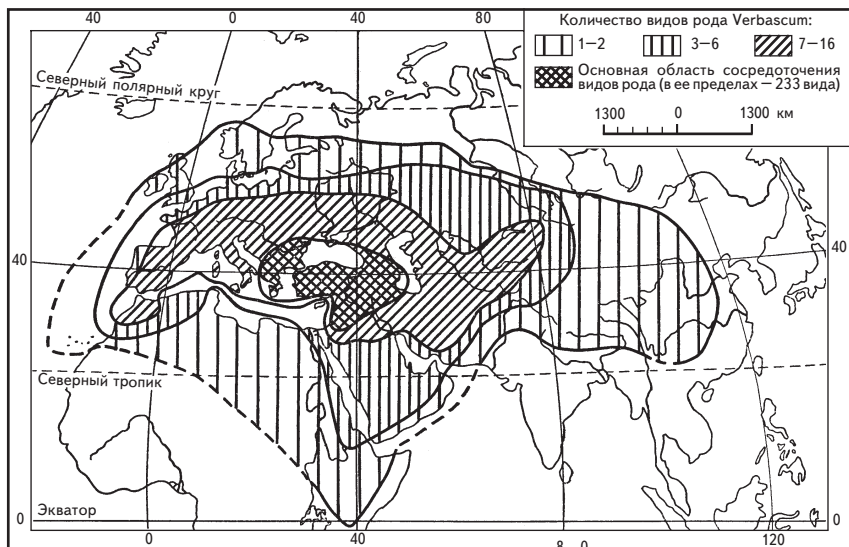 40 0 40 80
Количество видов рода Verbascum:
1—2 3—6 7—16
Основная область сосредоточения
видов рода (в ее пределах — 233 вида)
1300 0 1300 км
Северный полярный круг
40 40
Северный тропик
Экватор
0 0
0 40 8 0 120